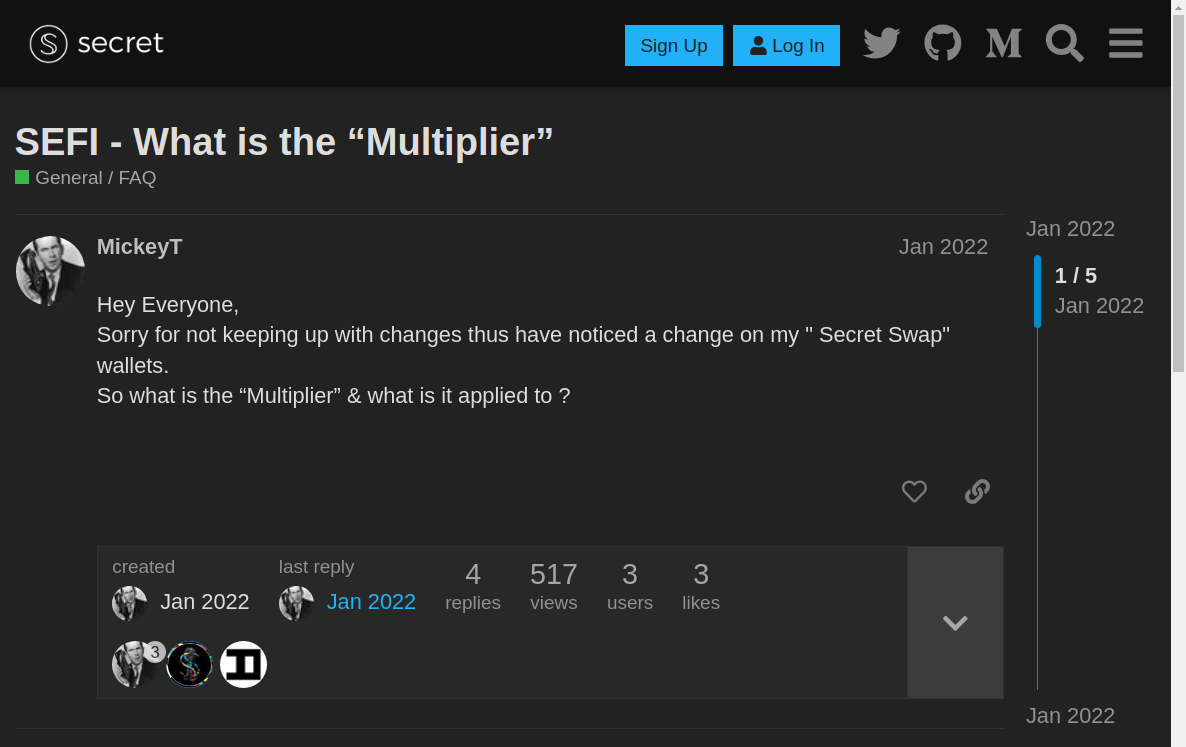 secret
Sign Up
Log In
SEFI - What is the “Multiplier”
General / FAQ
Jan 2022
MickeyT
Jan 2022
1 / 5
Jan 2022
Hey Everyone,
Sorry for not keeping up with changes thus have noticed a change on my " Secret Swap"
wallets.
So what is the “Multiplier” & what is it applied to ?
created
last reply
4
517
3
3
Jan 2022
Jan 2022
replies
views
users
likes
3
Jan 2022